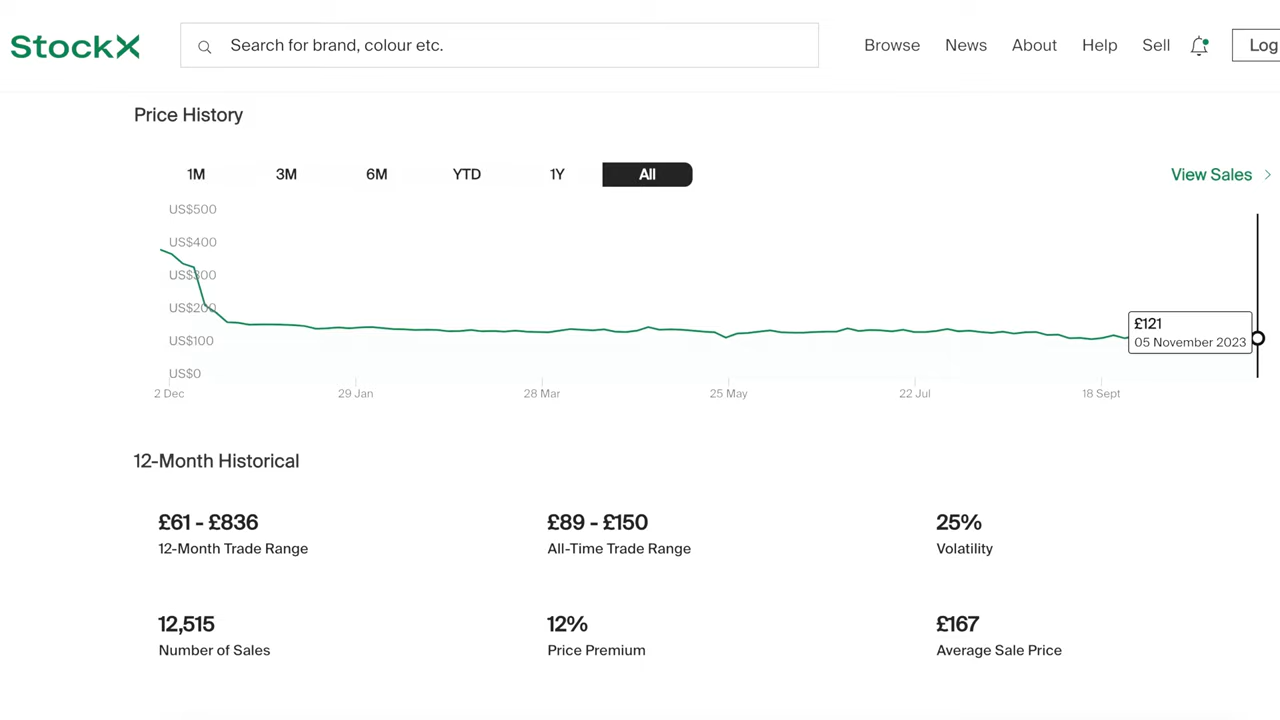 StockX
Search for brand, colour etc.
Browse News About Help Sell Log
Price History
1M 3M 6M YTD 1Y All
View Sales
US$500
US$400
US$300
US$200
US$100
US$0
£121
05 November 2023
2 Dec 29 Jan 28 Mar 25 May 22 Jul 18 Sept
12-Month Historical
£61 - £836 £89 - £150 25%
12-Month Trade Range All-Time Trade Range Volatility
12,515 12% £167
Number of Sales Price Premium Average Sale Price